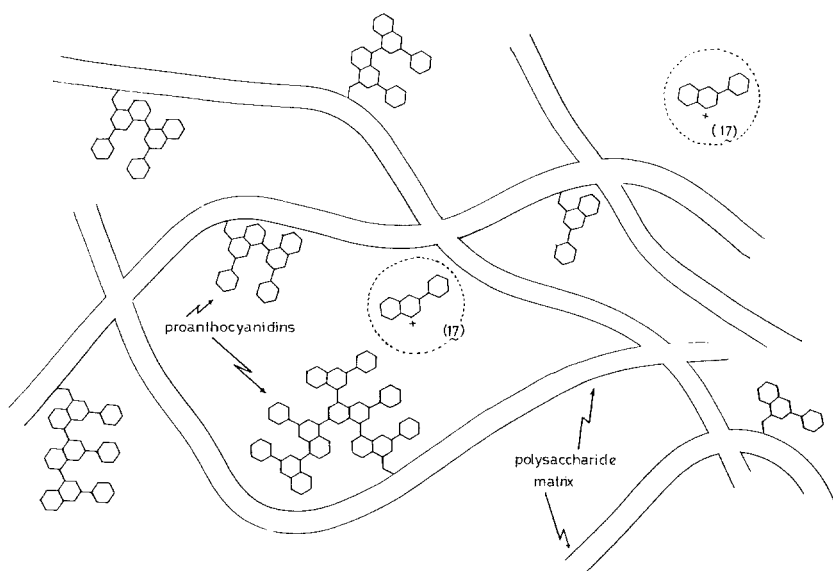 +
(17)
+
(17)
proanthocyanidins
polysaccharide
matrix